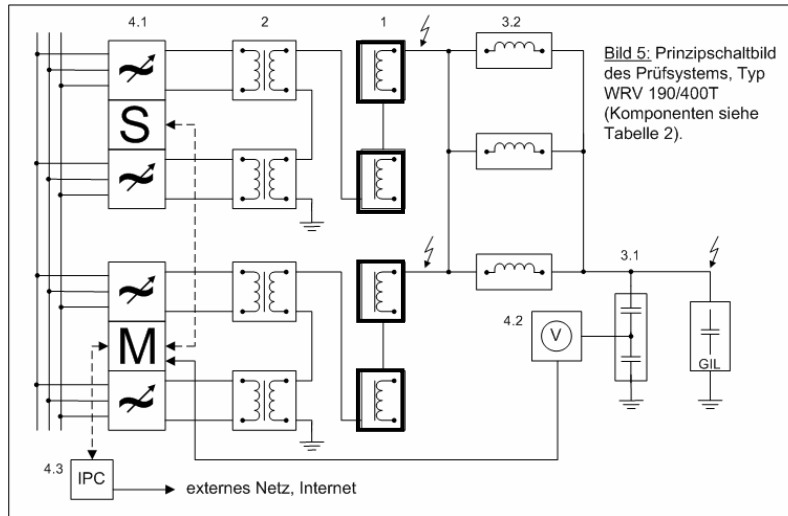 4.1
2
1
3.2
Bild 5: Prinzipschaltbild
des Prüfsystems, Typ
WRV 190/400T
(Komponenten siehe
Tabelle 2).
S
3.1
4.2
V
M
GIL
4.3
IPC
externes Netz, Internet